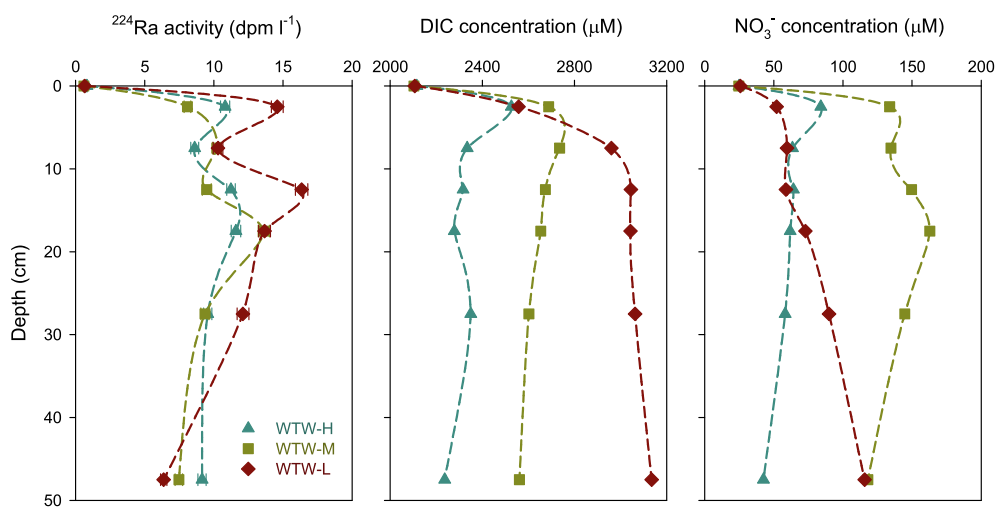 ²²⁴Ra activity (dpm l⁻¹)
DIC concentration (μM)
NO₃⁻ concentration (μM)
0 5 10 15 20
2000 2400 2800 3200
0 50 100 150 200
0
10
20
30
40
50
Depth (cm)
WTW-H
WTW-M
WTW-L